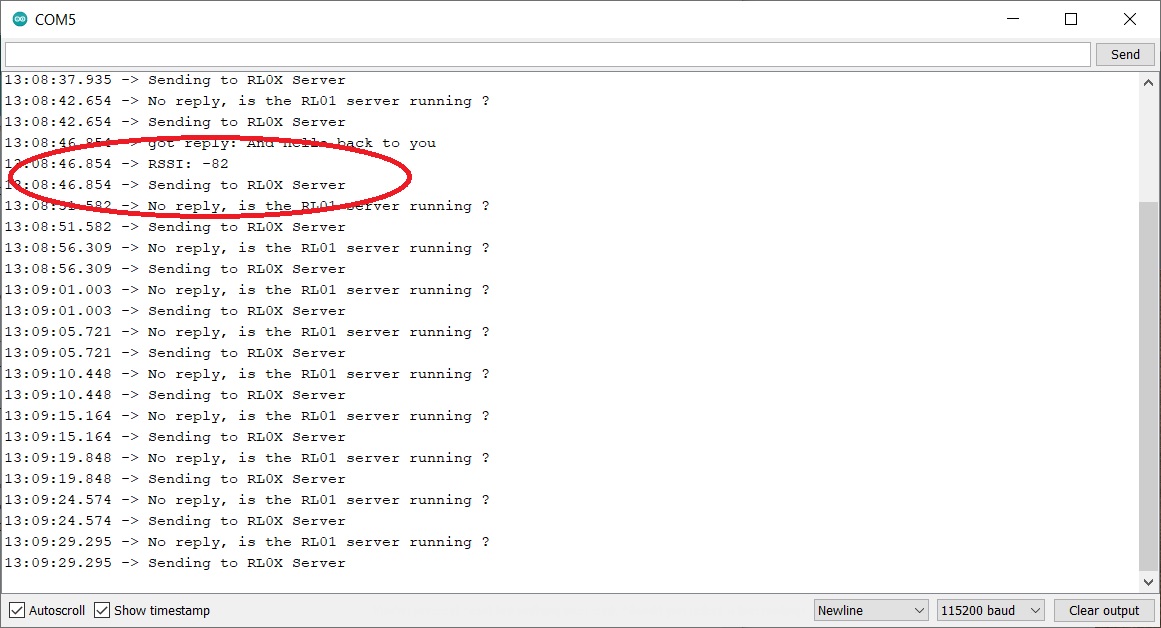 COM5
Send
13:08:37.935 -> Sending to RL0X Server
13:08:42.654 -> No reply, is the RL01 server running ?
13:08:42.654 -> Sending to RL0X Server
13:08:46.854 -> got reply: And hello back to you
13:08:46.854 -> RSSI: -82
13:08:46.854 -> Sending to RL0X Server
13:08:51.582 -> No reply, is the RL01 server running ?
13:08:51.582 -> Sending to RL0X Server
13:08:56.309 -> No reply, is the RL01 server running ?
13:08:56.309 -> Sending to RL0X Server
13:09:01.003 -> No reply, is the RL01 server running ?
13:09:01.003 -> Sending to RL0X Server
13:09:05.721 -> No reply, is the RL01 server running ?
13:09:05.721 -> Sending to RL0X Server
13:09:10.448 -> No reply, is the RL01 server running ?
13:09:10.448 -> Sending to RL0X Server
13:09:15.164 -> No reply, is the RL01 server running ?
13:09:15.164 -> Sending to RL0X Server
13:09:19.848 -> No reply, is the RL01 server running ?
13:09:19.848 -> Sending to RL0X Server
13:09:24.574 -> No reply, is the RL01 server running ?
13:09:24.574 -> Sending to RL0X Server
13:09:29.295 -> No reply, is the RL01 server running ?
13:09:29.295 -> Sending to RL0X Server
Autoscroll Show timestamp Newline 115200 baud Clear output